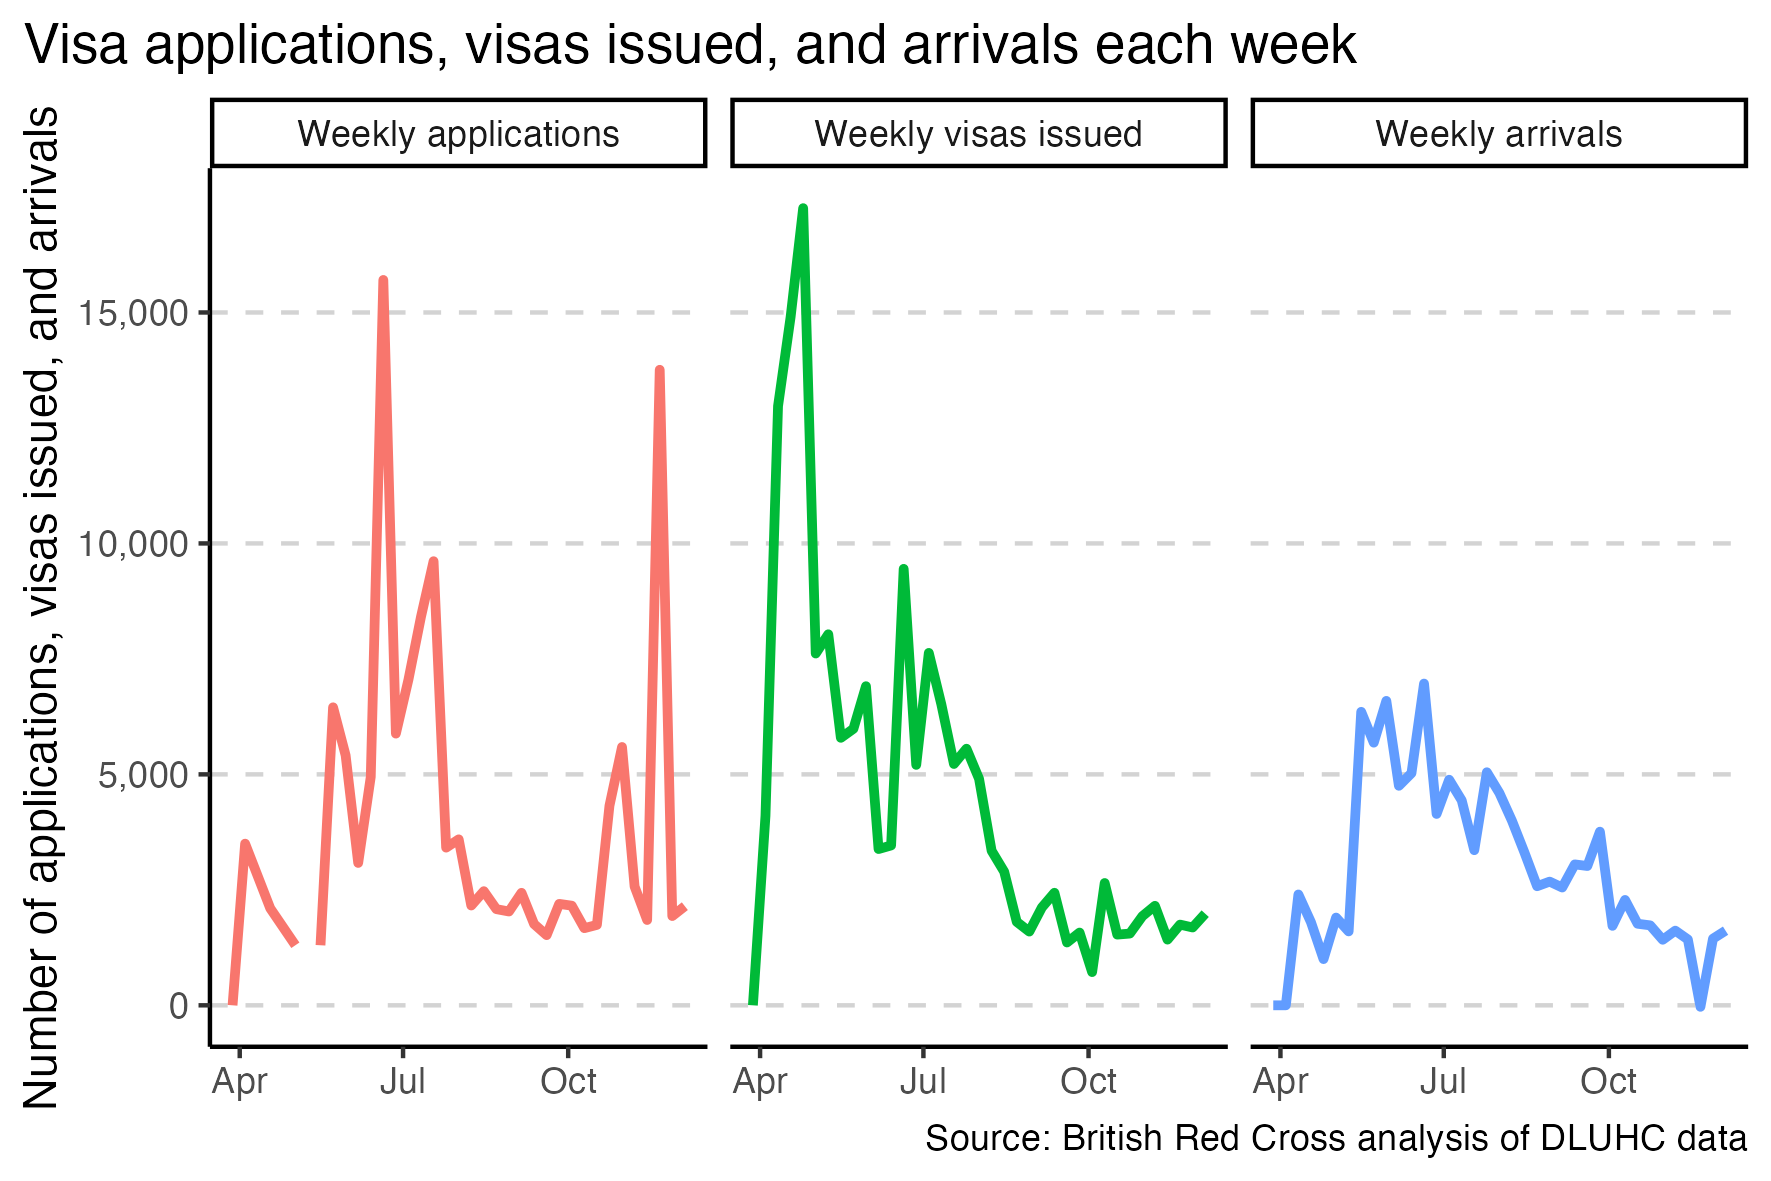 Visa applications, visas issued, and arrivals each week
Number of applications, visas issued, and arrivals
Weekly applications
Weekly visas issued
Weekly arrivals
15,000
10,000
5,000
0
Apr Jul Oct
Apr Jul Oct
Apr Jul Oct
Source: British Red Cross analysis of DLUHC data